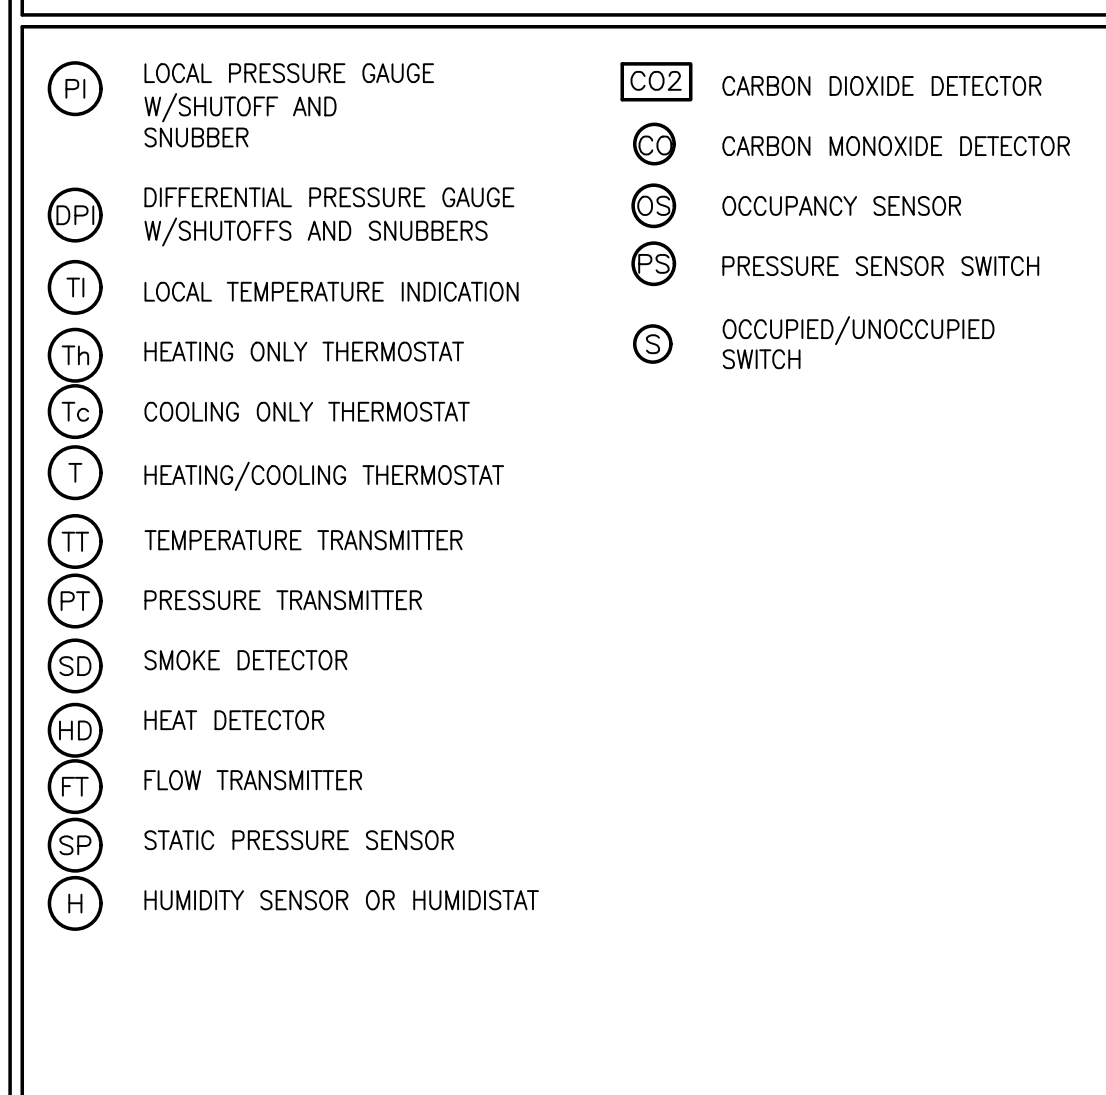 PI LOCAL PRESSURE GAUGE
W/SHUTOFF AND
SNUBBER
DPI DIFFERENTIAL PRESSURE GAUGE
W/SHUTOFFS AND SNUBBERS
TI LOCAL TEMPERATURE INDICATION
Th HEATING ONLY THERMOSTAT
Tc COOLING ONLY THERMOSTAT
T HEATING/COOLING THERMOSTAT
TT TEMPERATURE TRANSMITTER
PT PRESSURE TRANSMITTER
SD SMOKE DETECTOR
HD HEAT DETECTOR
FT FLOW TRANSMITTER
SP STATIC PRESSURE SENSOR
H HUMIDITY SENSOR OR HUMIDISTAT
CO2 CARBON DIOXIDE DETECTOR
CO CARBON MONOXIDE DETECTOR
OS OCCUPANCY SENSOR
PS PRESSURE SENSOR SWITCH
S OCCUPIED/UNOCCUPIED
SWITCH